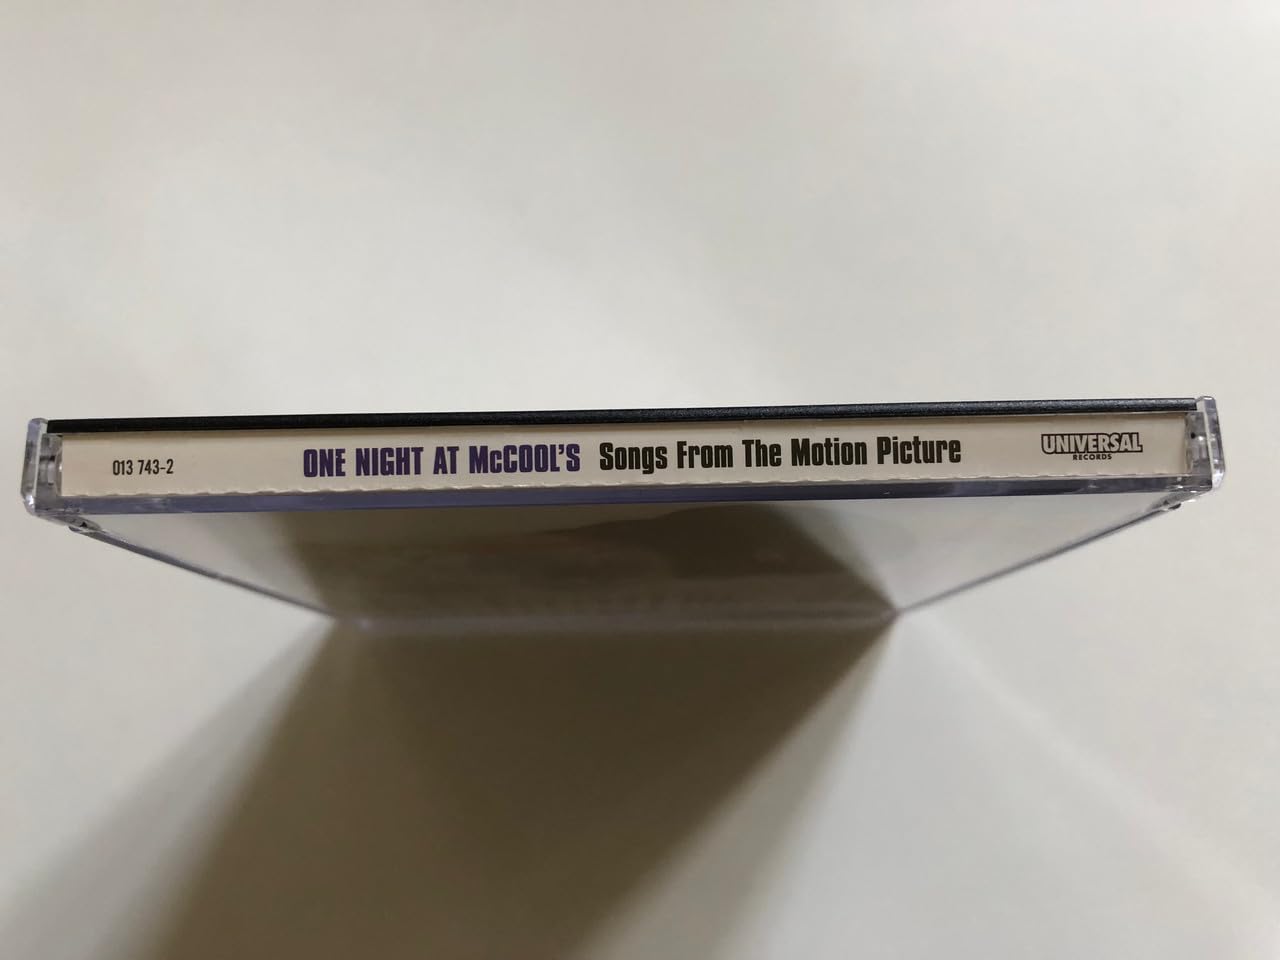 013 743-2 ONE NIGHT AT McCOOL'S Songs From The Motion Picture UNIVERSAL
RECORDS